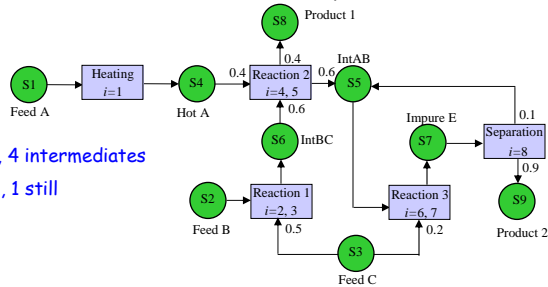 S8
Product 1
0.4
IntAB
S1
Heating
i=1
S4
0.4
Reaction 2
i=4, 5
0.6
S5
Feed A
Hot A
0.6
0.1
Impure E
, 4 intermediates
S6
IntBC
S7
Separation
i=8
, 1 still
0.9
S2
Reaction 1
i=2, 3
Reaction 3
i=6, 7
S9
Feed B
0.5
S3
0.2
Product 2
Feed C